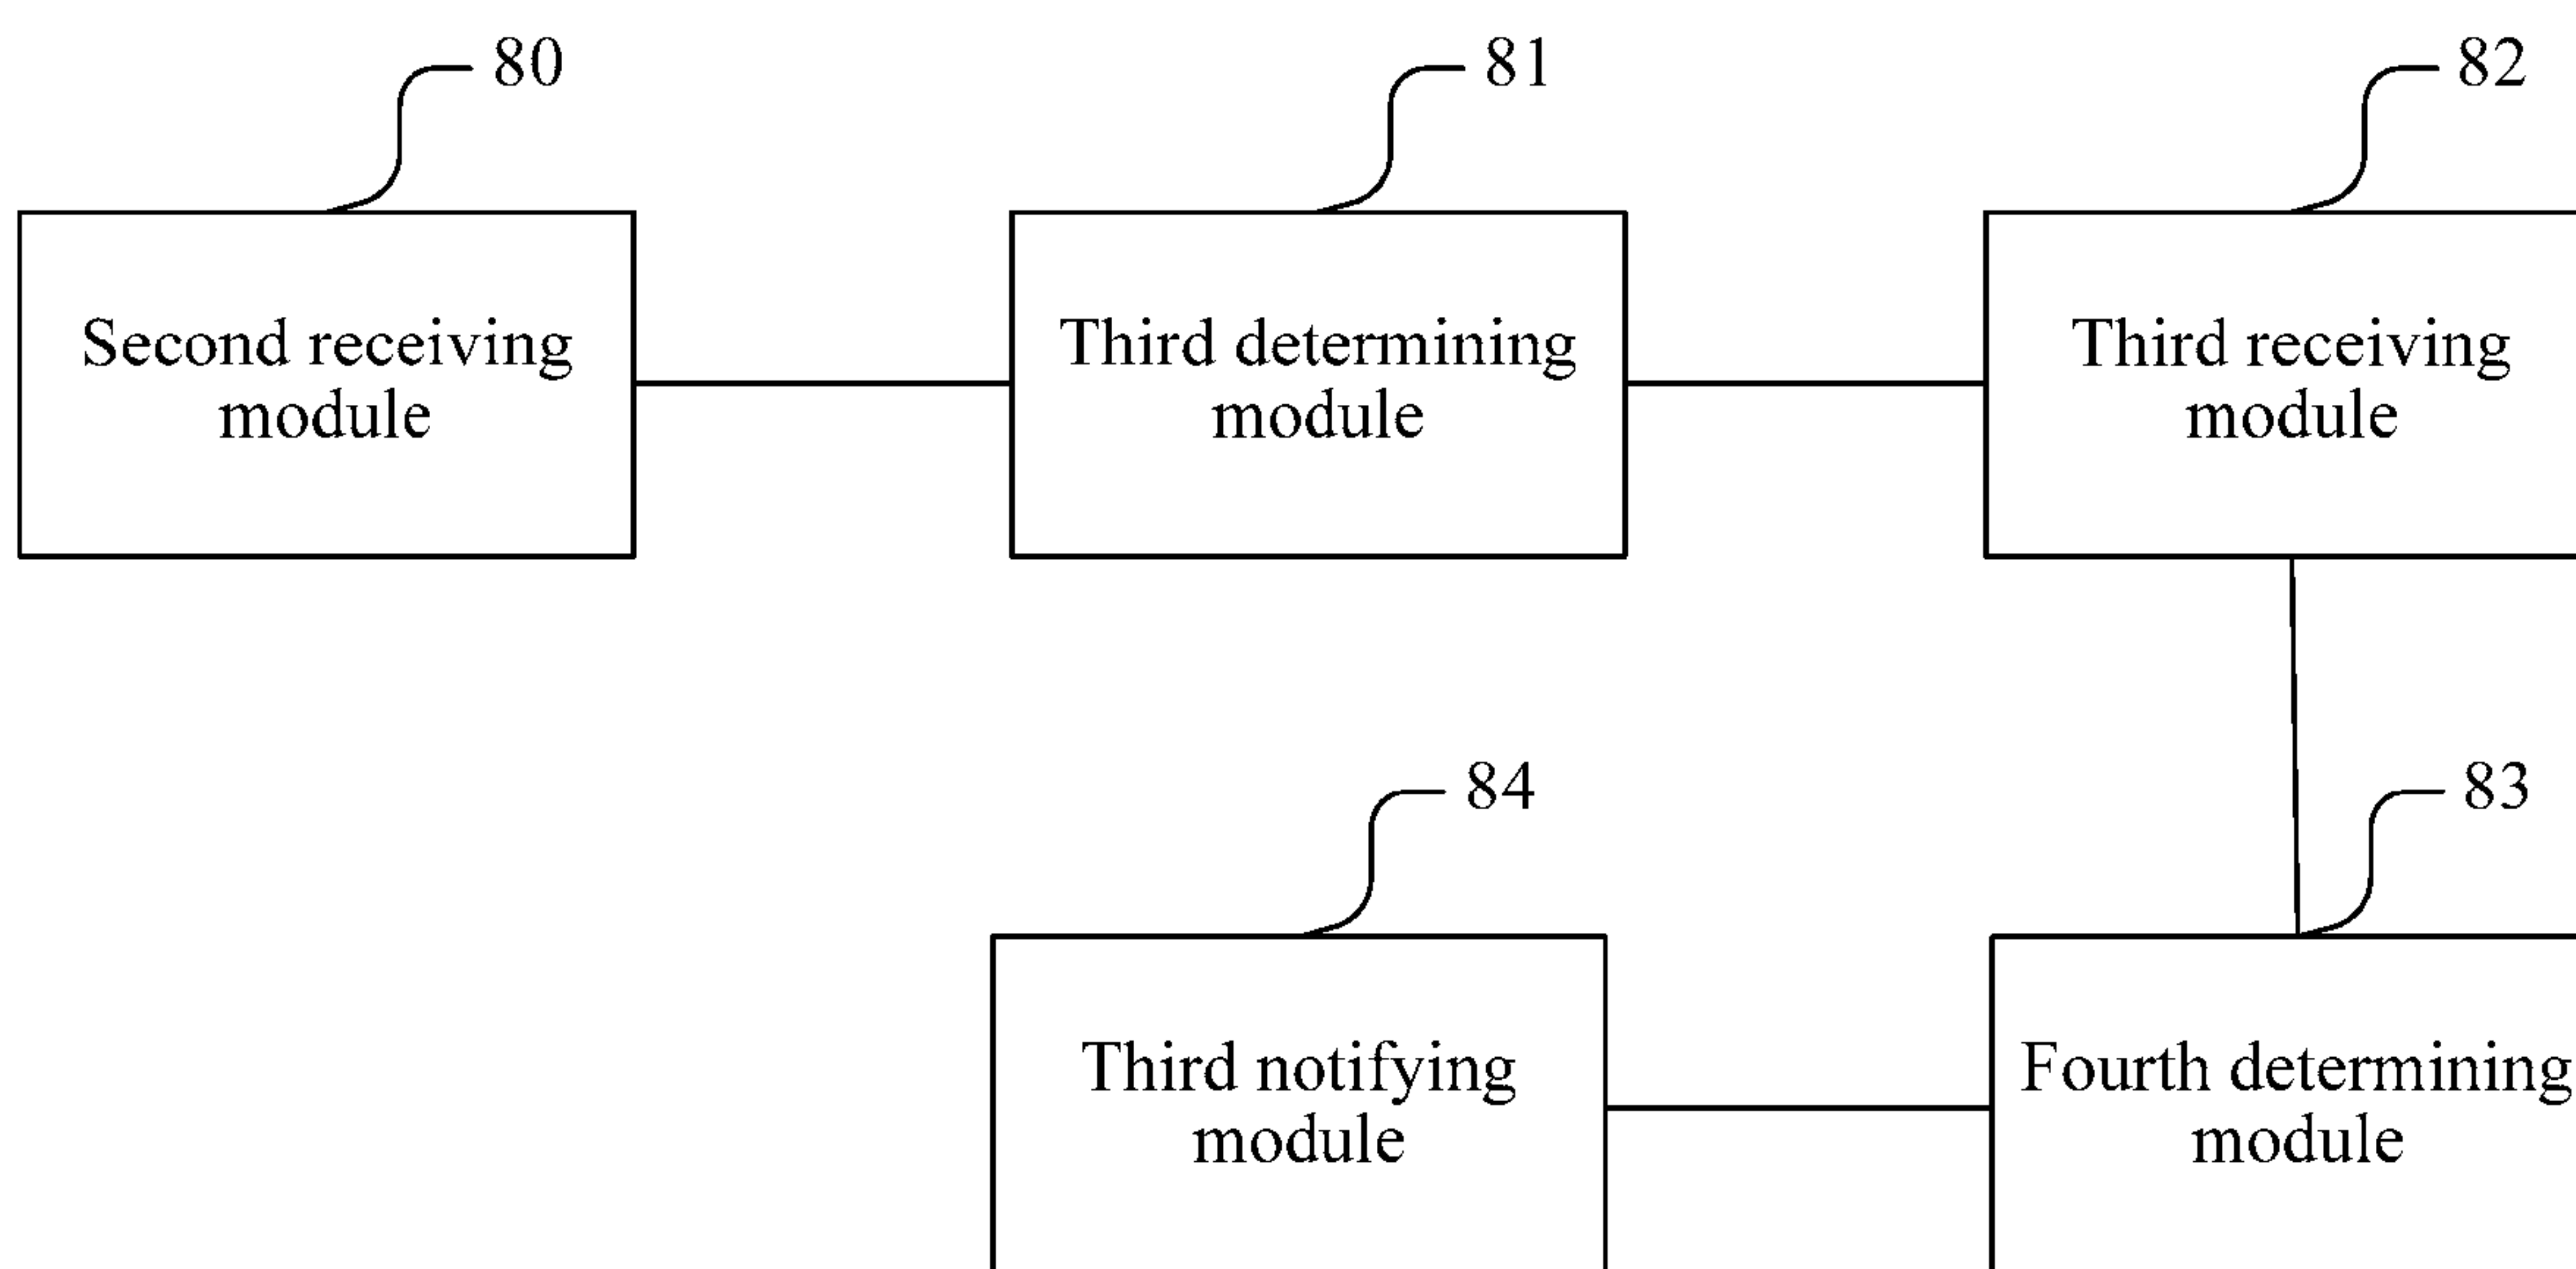 80
81
82
Second receiving
module
Third determining
module
Third receiving
module
84
83
Third notifying
module
Fourth determining
module